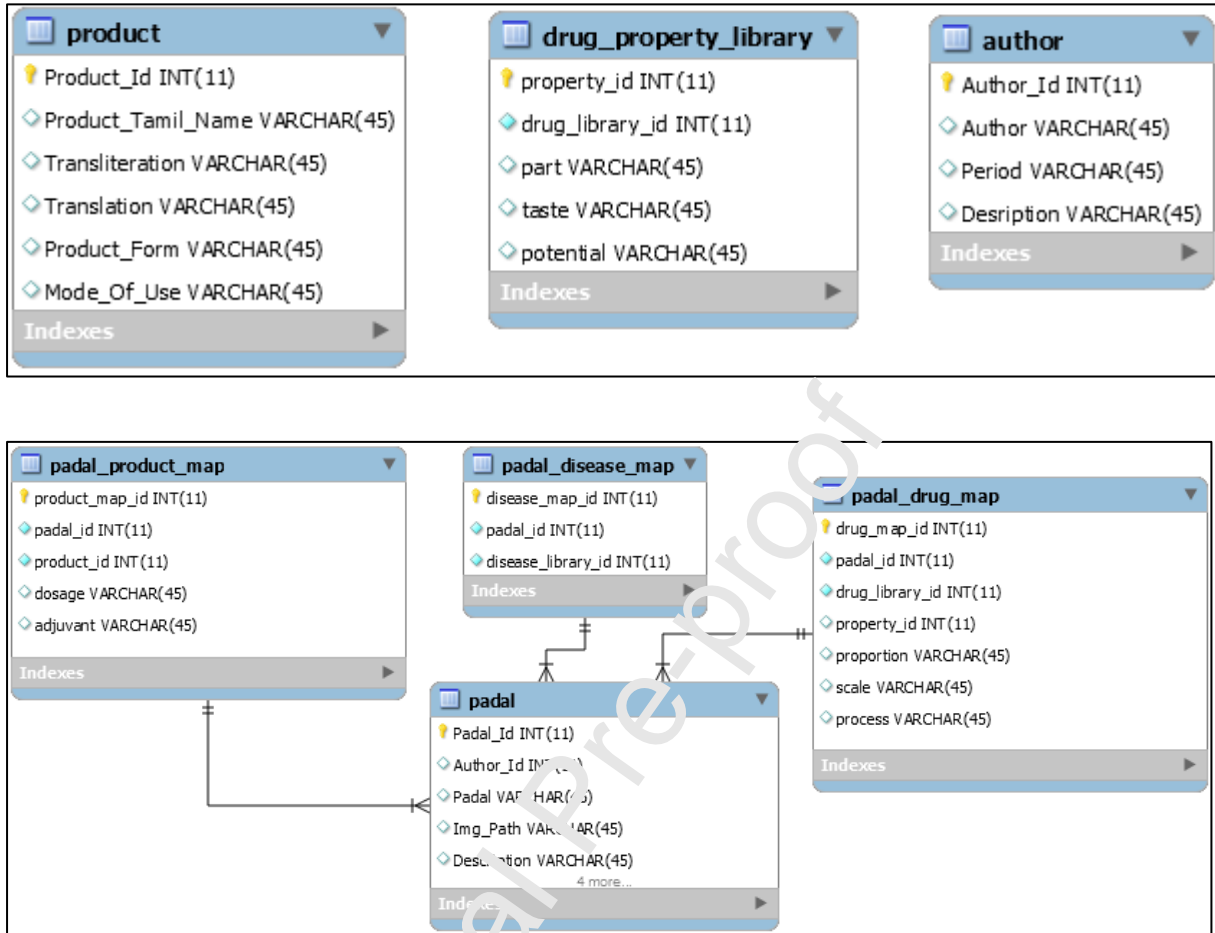 product
Product_Id INT(11)
Product_Tamil_Name VARCHAR(45)
Transliteration VARCHAR(45)
Translation VARCHAR(45)
Product_Form VARCHAR(45)
Mode_Of_Use VARCHAR(45)
Indexes
drug_property_library
property_id INT(11)
drug_library_id INT(11)
part VARCHAR(45)
taste VARCHAR(45)
potential VARCHAR(45)
Indexes
author
Author_Id INT(11)
Author VARCHAR(45)
Period VARCHAR(45)
Desription VARCHAR(45)
Indexes
padal_product_map
product_map_id INT(11)
padal_id INT(11)
product_id INT(11)
dosage VARCHAR(45)
adjuvant VARCHAR(45)
Indexes
padal_disease_map
disease_map_id INT(11)
padal_id INT(11)
disease_library_id INT(11)
Indexes
padal_drug_map
drug_map_id INT(11)
padal_id INT(11)
drug_library_id INT(11)
property_id INT(11)
proportion VARCHAR(45)
scale VARCHAR(45)
process VARCHAR(45)
Indexes
padal
Padal_Id INT(11)
Author_Id
Padal
Img_Path
VARCHAR(45)
4 more...
al Pre-proof